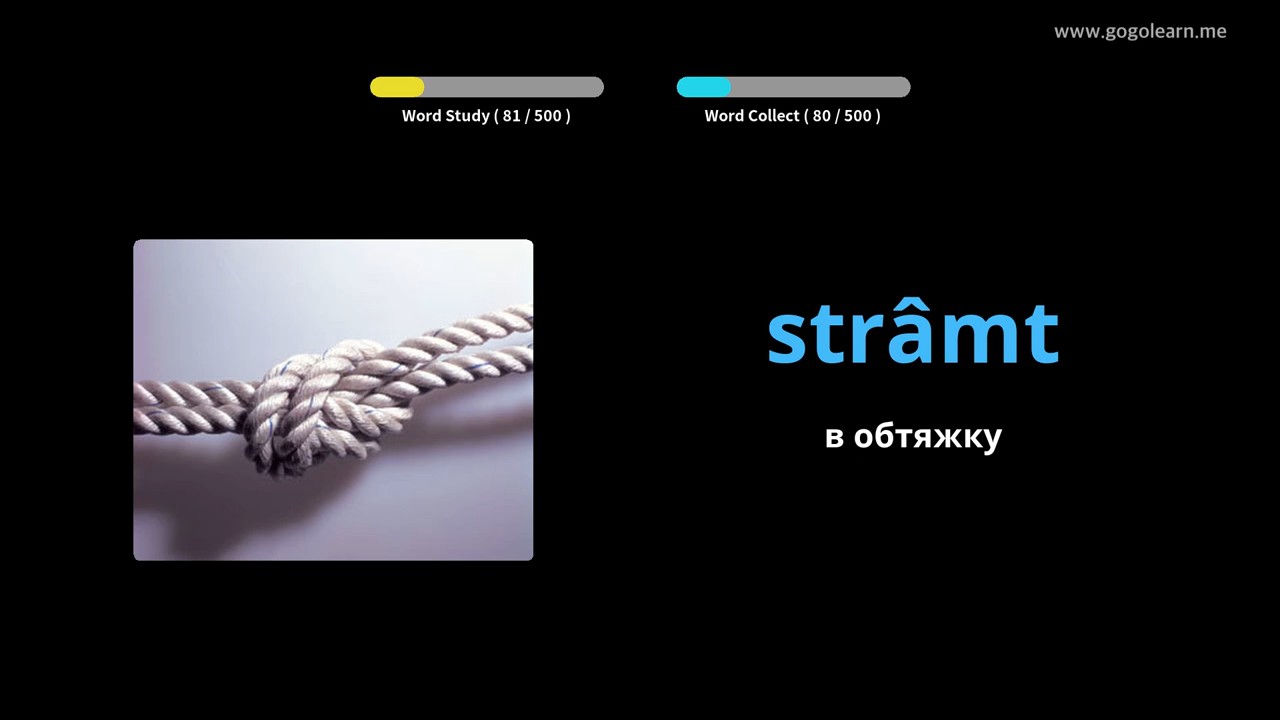 www.gogolearn.me
Word Study ( 81 / 500 )
Word Collect ( 80 / 500 )
strâmt
в обтяжку